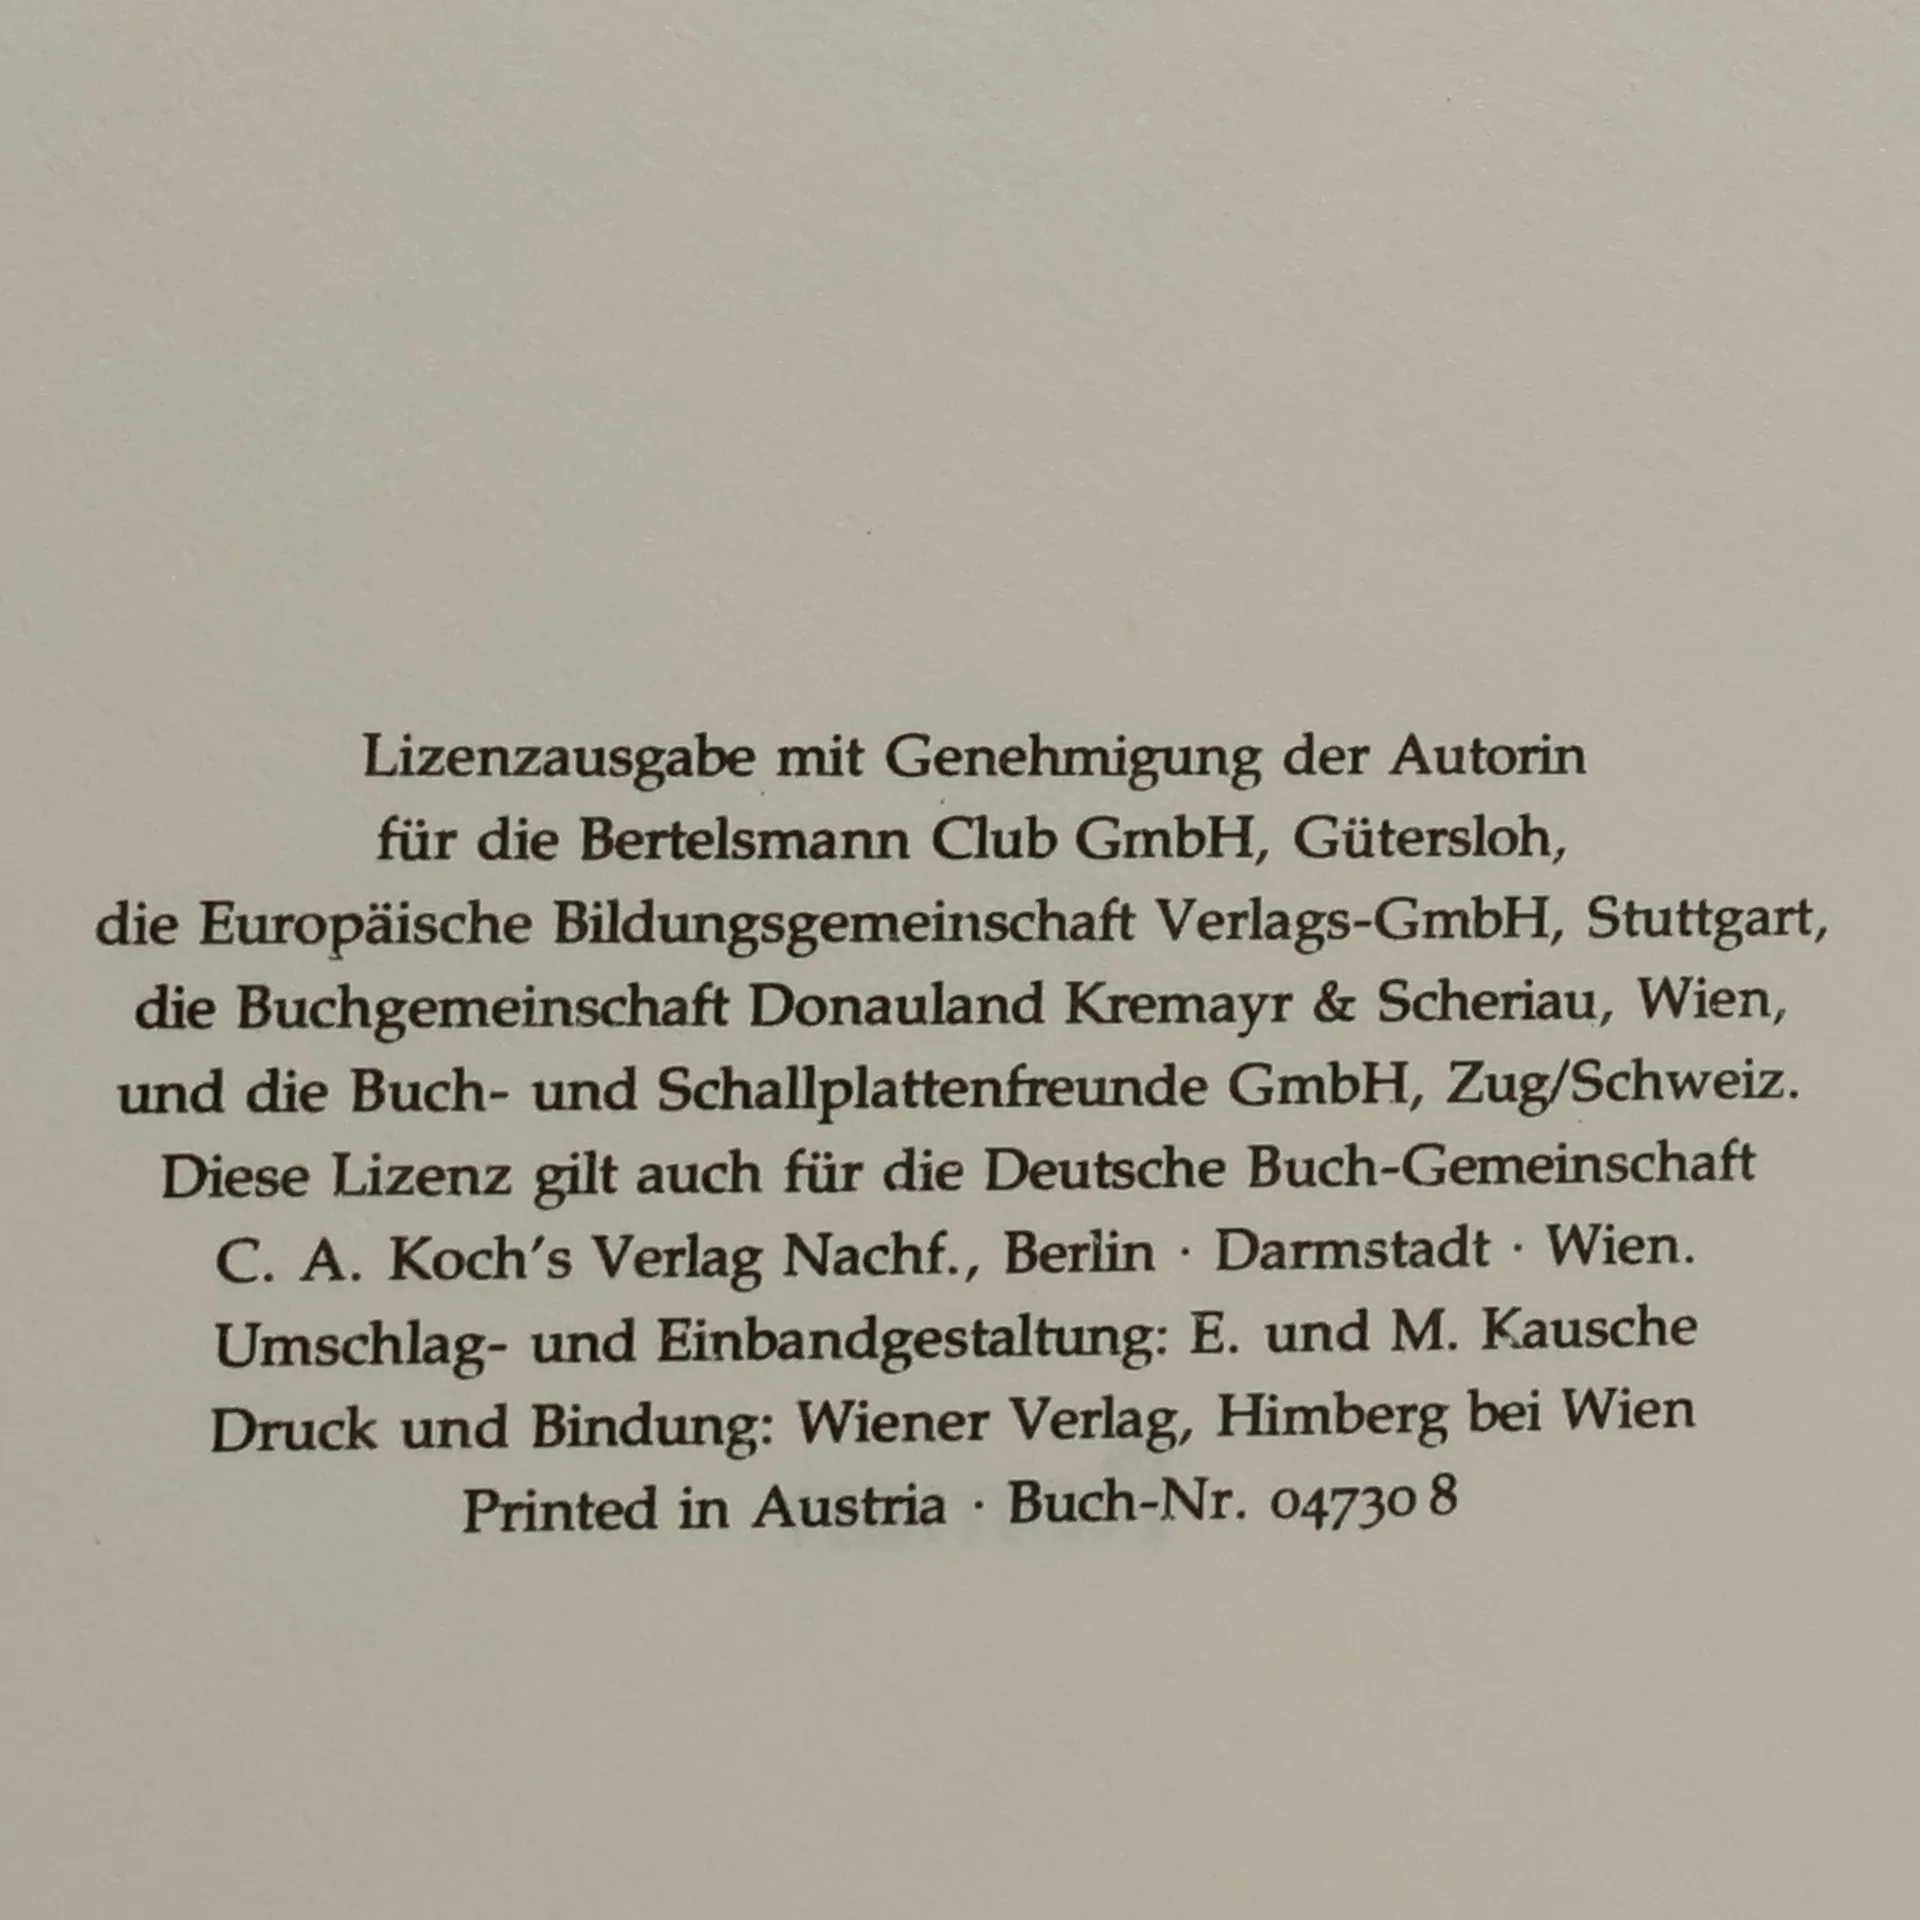 Lizenzausgabe mit Genehmigung der Autorin
für die Bertelsmann Club GmbH, Gütersloh,
die Europäische Bildungsgemeinschaft Verlags-GmbH, Stuttgart,
die Buchgemeinschaft Donauland Kremayr & Scheriau, Wien,
und die Buch- und Schallplattenfreunde GmbH, Zug/Schweiz.
Diese Lizenz gilt auch für die Deutsche Buch-Gemeinschaft
C. A. Koch's Verlag Nachf., Berlin · Darmstadt · Wien.
Umschlag- und Einbandgestaltung: E. und M. Kausche
Druck und Bindung: Wiener Verlag, Himberg bei Wien
Printed in Austria · Buch-Nr. 04730 8